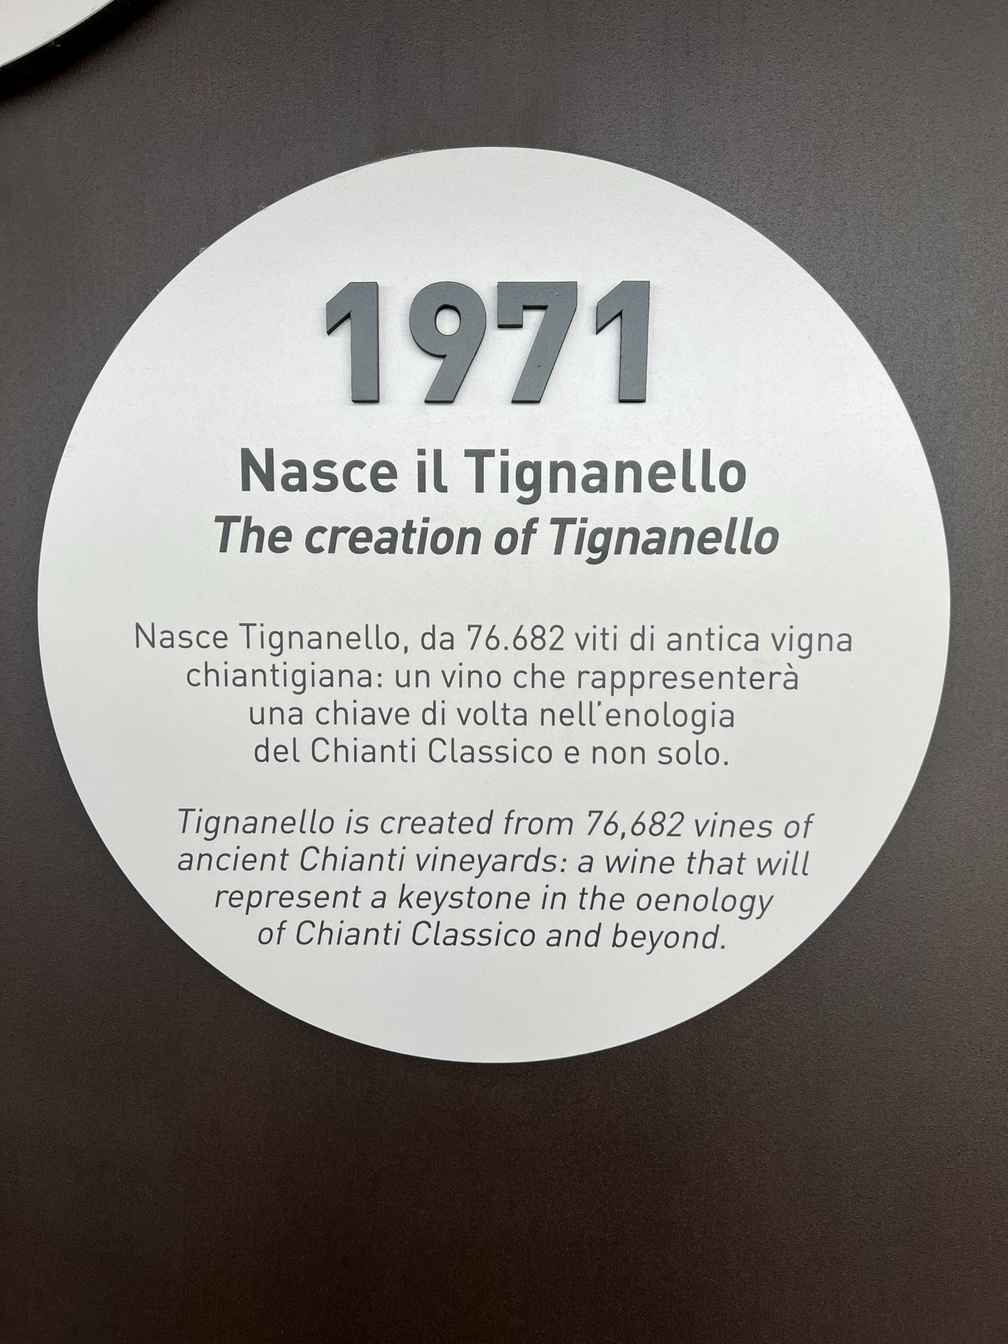 1971
Nasce il Tignanello
The creation of Tignanello
Nasce Tignanello, da 76.682 viti di antica vigna
chiantigiana: un vino che rappresenterà
una chiave di volta nell'enologia
del Chianti Classico e non solo.
Tignanello is created from 76,682 vines of
ancient Chianti vineyards: a wine that will
represent a keystone in the oenology
of Chianti Classico and beyond.